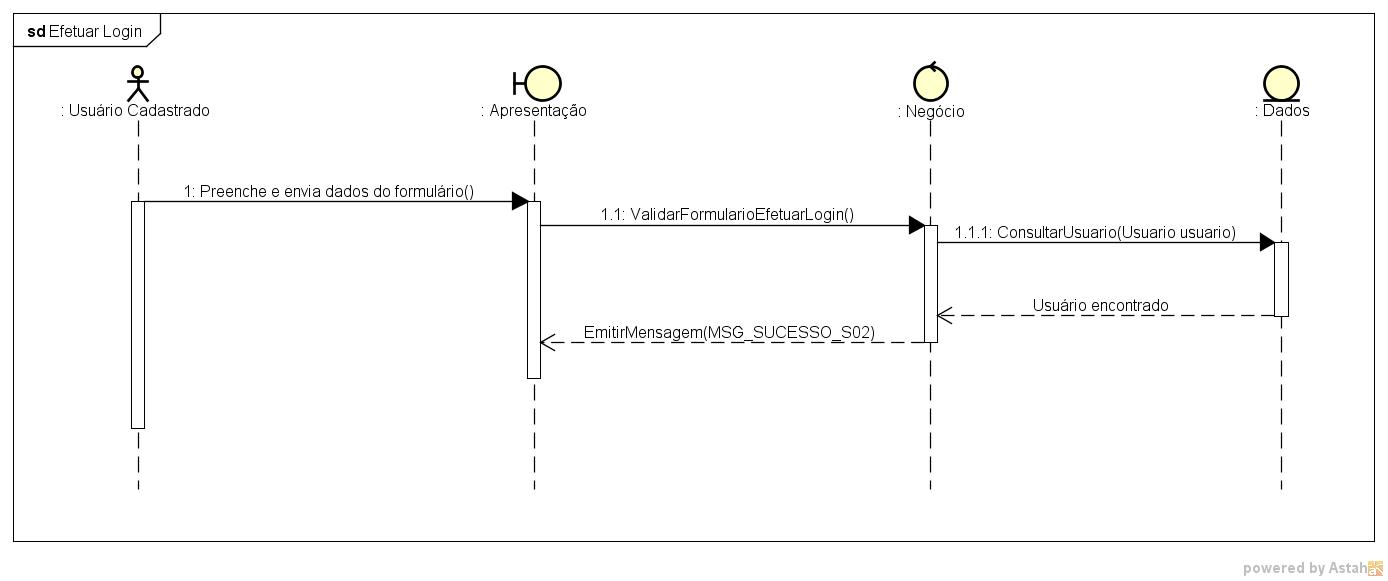 sd Efetuar Login
: Usuário Cadastrado
: Apresentação
: Negócio
: Dados
1: Preenche e envia dados do formulário()
1.1: ValidarFormularioEfetuarLogin()
1.1.1: ConsultarUsuario(Usuario usuario)
Usuário encontrado
EmitirMensagem(MSG_SUCESSO_S02)
powered by Astah